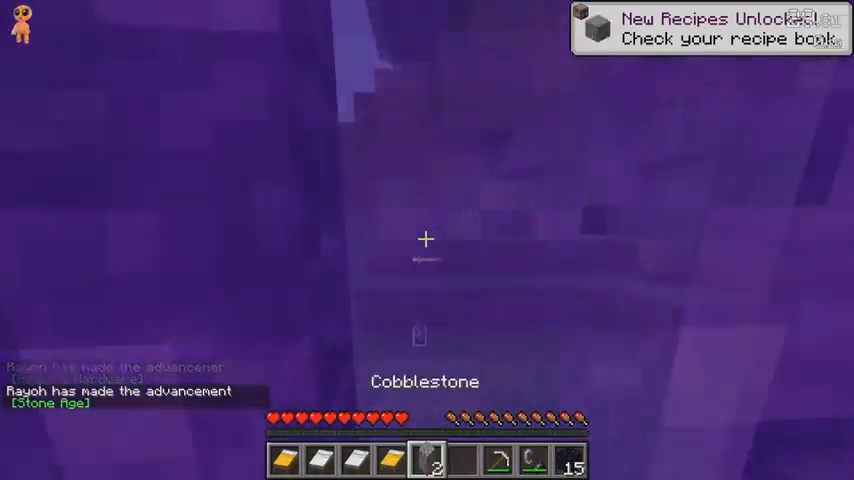 New Recipes Unlocked!
Check your recipe book
Rayoh has made the advancemen
Rayoh has made the advancement
[Stone Age]
Cobblestone
2
15